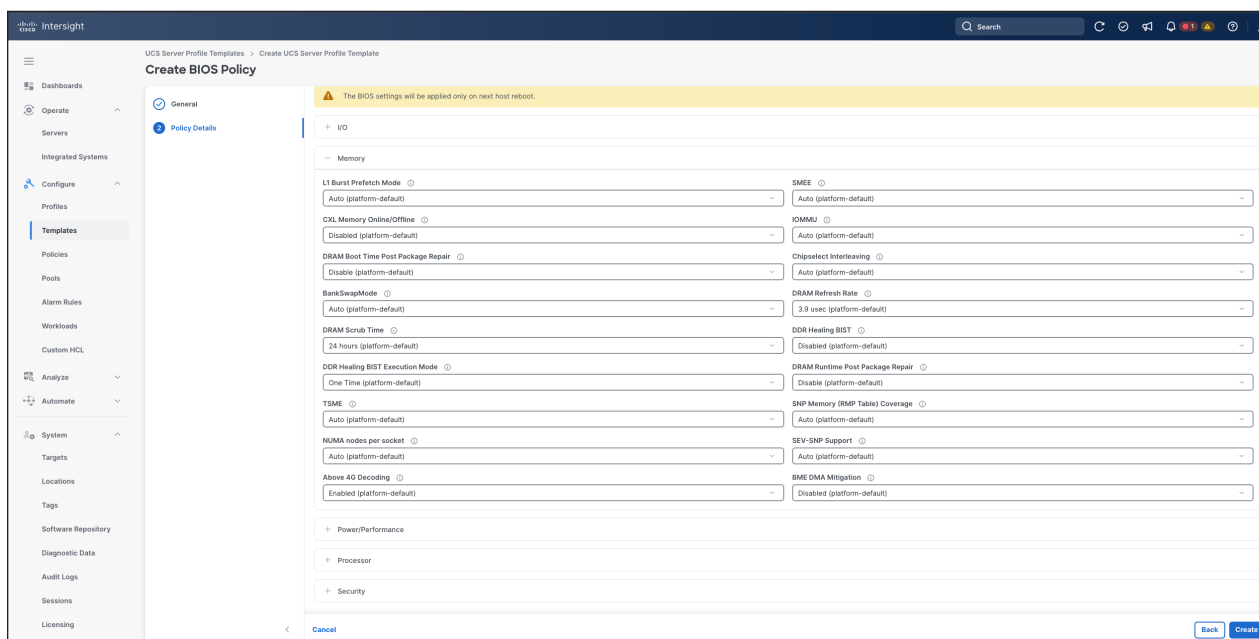 cisco Intersight
Search
1
UCS Server Profile Templates > Create UCS Server Profile Template
Create BIOS Policy
Dashboards
Operate
Servers
Integrated Systems
Configure
Profiles
Templates
Policies
Pools
Alarm Rules
Workloads
Custom HCL
Analyze
Automate
System
Targets
Locations
Tags
Software Repository
Diagnostic Data
Audit Logs
Sessions
Licensing
General
2 Policy Details
The BIOS settings will be applied only on next host reboot.
+ I/O
− Memory
L1 Burst Prefetch Mode
Auto (platform-default)
SMEE
Auto (platform-default)
CXL Memory Online/Offline
Disabled (platform-default)
IOMMU
Auto (platform-default)
DRAM Boot Time Post Package Repair
Disable (platform-default)
Chipselect Interleaving
Auto (platform-default)
BankSwapMode
Auto (platform-default)
DRAM Refresh Rate
3.9 usec (platform-default)
DRAM Scrub Time
24 hours (platform-default)
DDR Healing BIST
Disabled (platform-default)
DDR Healing BIST Execution Mode
One Time (platform-default)
DRAM Runtime Post Package Repair
Disable (platform-default)
TSME
Auto (platform-default)
SNP Memory (RMP Table) Coverage
Auto (platform-default)
NUMA nodes per socket
Auto (platform-default)
SEV-SNP Support
Auto (platform-default)
Above 4G Decoding
Enabled (platform-default)
BME DMA Mitigation
Disabled (platform-default)
+ Power/Performance
+ Processor
+ Security
Cancel
Back
Create